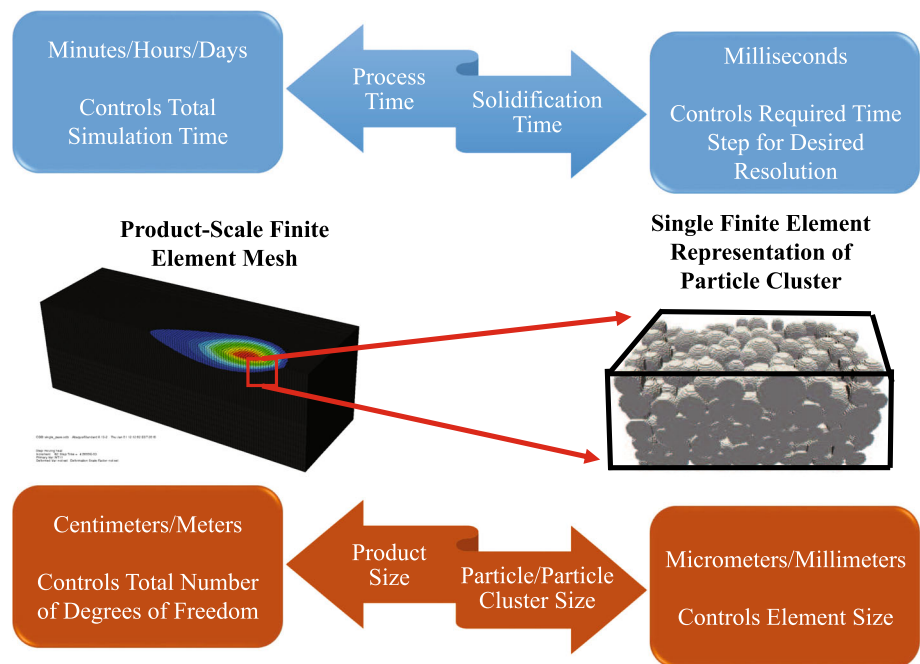 Minutes/Hours/Days
Controls Total
Simulation Time
Process
Time
Solidification
Time
Milliseconds
Controls Required Time
Step for Desired
Resolution
Product-Scale Finite
Element Mesh
Single Finite Element
Representation of
Particle Cluster
Centimeters/Meters
Controls Total Number
of Degrees of Freedom
Product
Size
Particle/Particle
Cluster Size
Micrometers/Millimeters
Controls Element Size